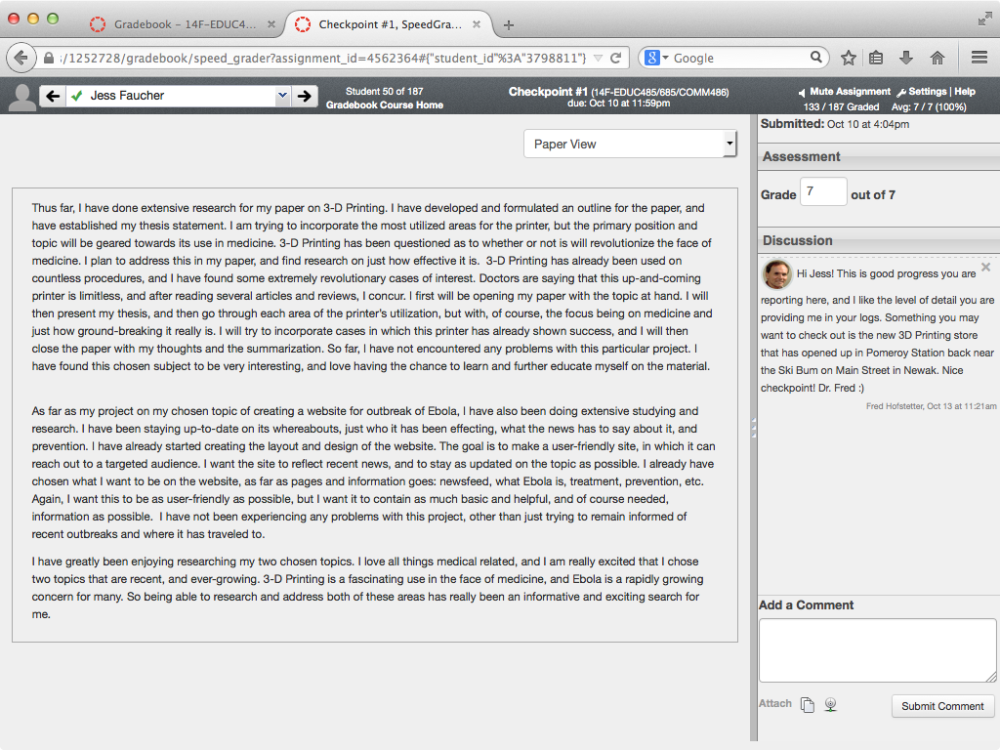 Gradebook - 14F-EDUC4...
Checkpoint #1, SpeedGra...
:/1252728/gradebook/speed_grader?assignment_id=4562364#{"student_id"%3A"3798811"}
Google
Jess Faucher
Student 50 of 187
Gradebook Course Home
Checkpoint #1 (14F-EDUC485/685/COMM486)
due: Oct 10 at 11:59pm
Mute Assignment Settings | Help
133 / 187 Graded Avg: 7 / 7 (100%)
Paper View
Thus far, I have done extensive research for my paper on 3-D Printing. I have developed and formulated an outline for the paper, and
have established my thesis statement. I am trying to incorporate the most utilized areas for the printer, but the primary position and
topic will be geared towards its use in medicine. 3-D Printing has been questioned as to whether or not is will revolutionize the face of
medicine. I plan to address this in my paper, and find research on just how effective it is.  3-D Printing has already been used on
countless procedures, and I have found some extremely revolutionary cases of interest. Doctors are saying that this up-and-coming
printer is limitless, and after reading several articles and reviews, I concur. I first will be opening my paper with the topic at hand. I will
then present my thesis, and then go through each area of the printer's utilization, but with, of course, the focus being on medicine and
just how ground-breaking it really is. I will try to incorporate cases in which this printer has already shown success, and I will then
close the paper with my thoughts and the summarization. So far, I have not encountered any problems with this particular project. I
have found this chosen subject to be very interesting, and love having the chance to learn and further educate myself on the material.
As far as my project on my chosen topic of creating a website for outbreak of Ebola, I have also been doing extensive studying and
research. I have been staying up-to-date on its whereabouts, just who it has been effecting, what the news has to say about it, and
prevention. I have already started creating the layout and design of the website. The goal is to make a user-friendly site, in which it can
reach out to a targeted audience. I want the site to reflect recent news, and to stay as updated on the topic as possible. I already have
chosen what I want to be on the website, as far as pages and information goes: newsfeed, what Ebola is, treatment, prevention, etc.
Again, I want this to be as user-friendly as possible, but I want it to contain as much basic and helpful, and of course needed,
information as possible.  I have not been experiencing any problems with this project, other than just trying to remain informed of
recent outbreaks and where it has traveled to.
I have greatly been enjoying researching my two chosen topics. I love all things medical related, and I am really excited that I chose
two topics that are recent, and ever-growing. 3-D Printing is a fascinating use in the face of medicine, and Ebola is a rapidly growing
concern for many. So being able to research and address both of these areas has really been an informative and exciting search for
me.
Submitted: Oct 10 at 4:04pm
Assessment
Grade 7 out of 7
Discussion
Hi Jess! This is good progress you are
reporting here, and I like the level of detail you are
providing me in your logs. Something you may
want to check out is the new 3D Printing store
that has opened up in Pomeroy Station back near
the Ski Bum on Main Street in Newak. Nice
checkpoint! Dr. Fred :)
Fred Hofstetter, Oct 13 at 11:21am
Add a Comment
Attach
Submit Comment